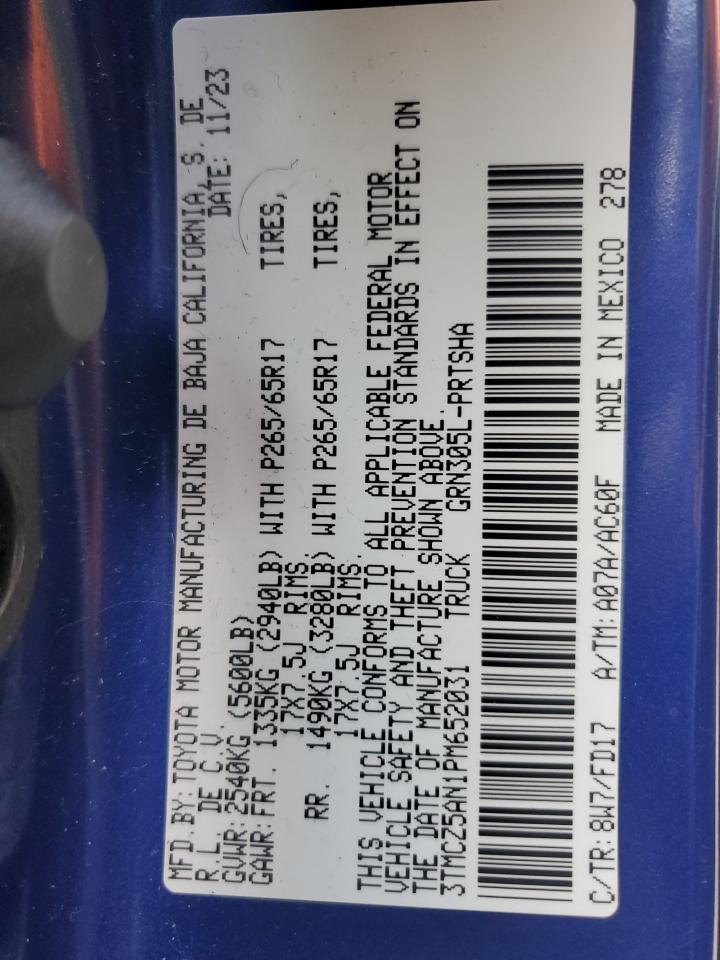 MFD.BY: TOYOTA MOTOR MANUFACTURING DE BAJA CALIFORNIA, S. DE
R.L. DE C.V. DATE: 11/23
GVWR: 2540KG (5600LB)
GAWR: FRT. 1335KG (2940LB) WITH P265/65R17 TIRES,
17X7.5J RIMS.
RR. 1490KG (3280LB) WITH P265/65R17 TIRES,
17X7.5J RIMS.
THIS VEHICLE CONFORMS TO ALL APPLICABLE FEDERAL MOTOR
VEHICLE SAFETY AND THEFT PREVENTION STANDARDS IN EFFECT ON
THE DATE OF MANUFACTURE SHOWN ABOVE.
3TMCZ5AN1PM652031 TRUCK GRN305L-PRTSHA
C/TR: 8W7/FD17 A/TM: A07A/AC60F MADE IN MEXICO 278